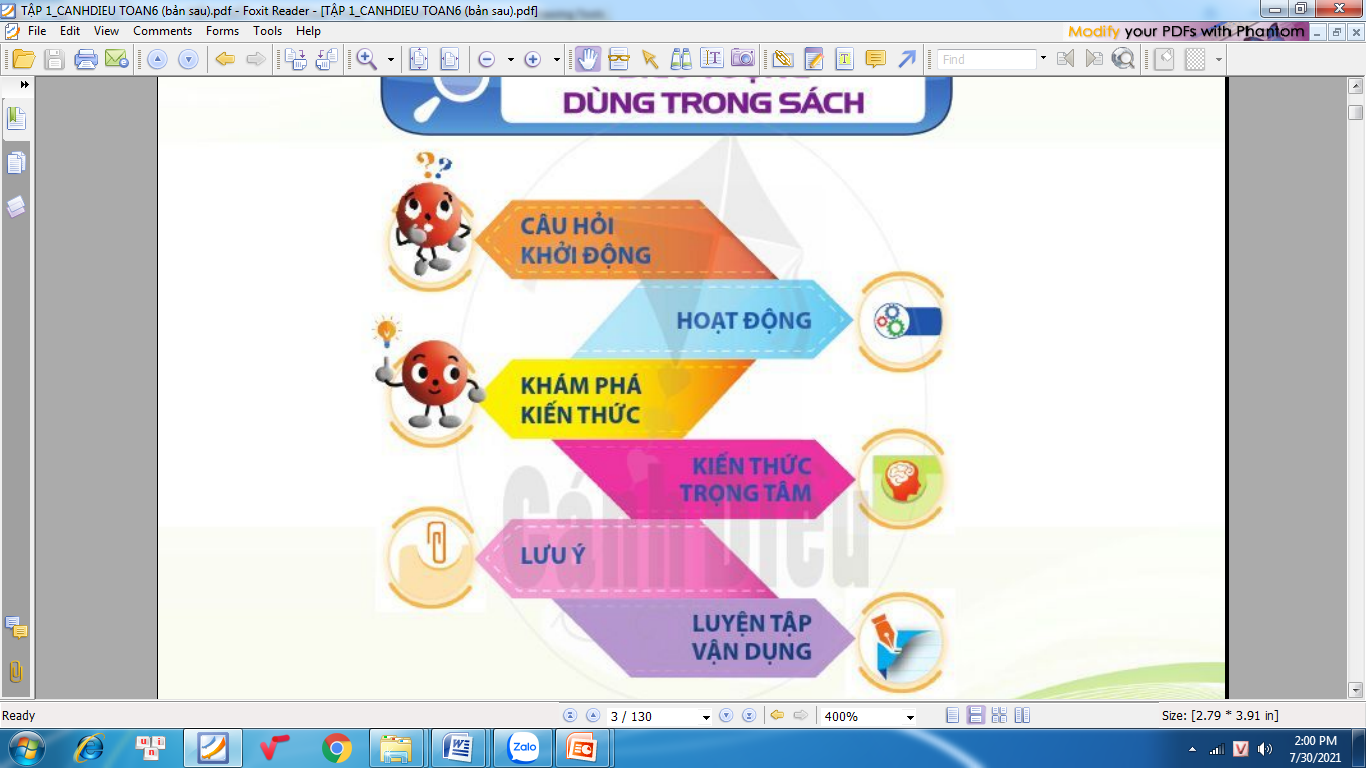 TẬP 1_CANHDIEU TOAN6 (bản sau).pdf - Foxit Reader - [TẬP 1_CANHDIEU TOAN6 (bản sau).pdf]
File Edit View Comments Forms Tools Help
Modify your PDFs with Phantom
Find
DÙNG TRONG SÁCH
??
CÂU HỎI
KHỞI ĐỘNG
HOẠT ĐỘNG
KHÁM PHÁ
KIẾN THỨC
KIẾN THỨC
TRỌNG TÂM
Cánh Diều
LƯU Ý
LUYỆN TẬP
VẬN DỤNG
Ready
3 / 130
400%
Size: [2.79 * 3.91 in]
Zalo
2:00 PM
7/30/2021